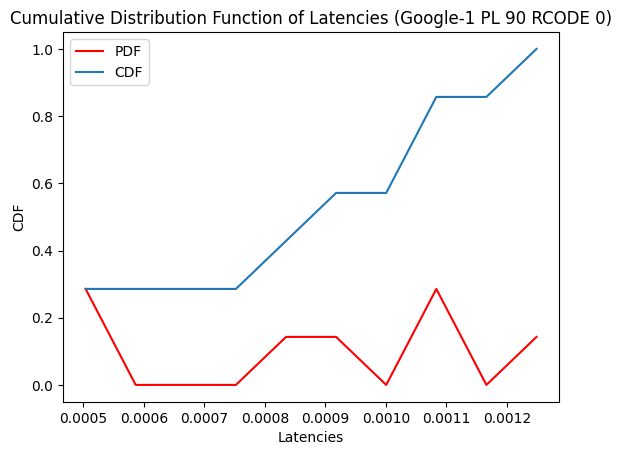 Cumulative Distribution Function of Latencies (Google-1 PL 90 RCODE 0)
PDF
CDF
1.0
0.8
0.6
0.4
0.2
0.0
CDF
0.0005 0.0006 0.0007 0.0008 0.0009 0.0010 0.0011 0.0012
Latencies